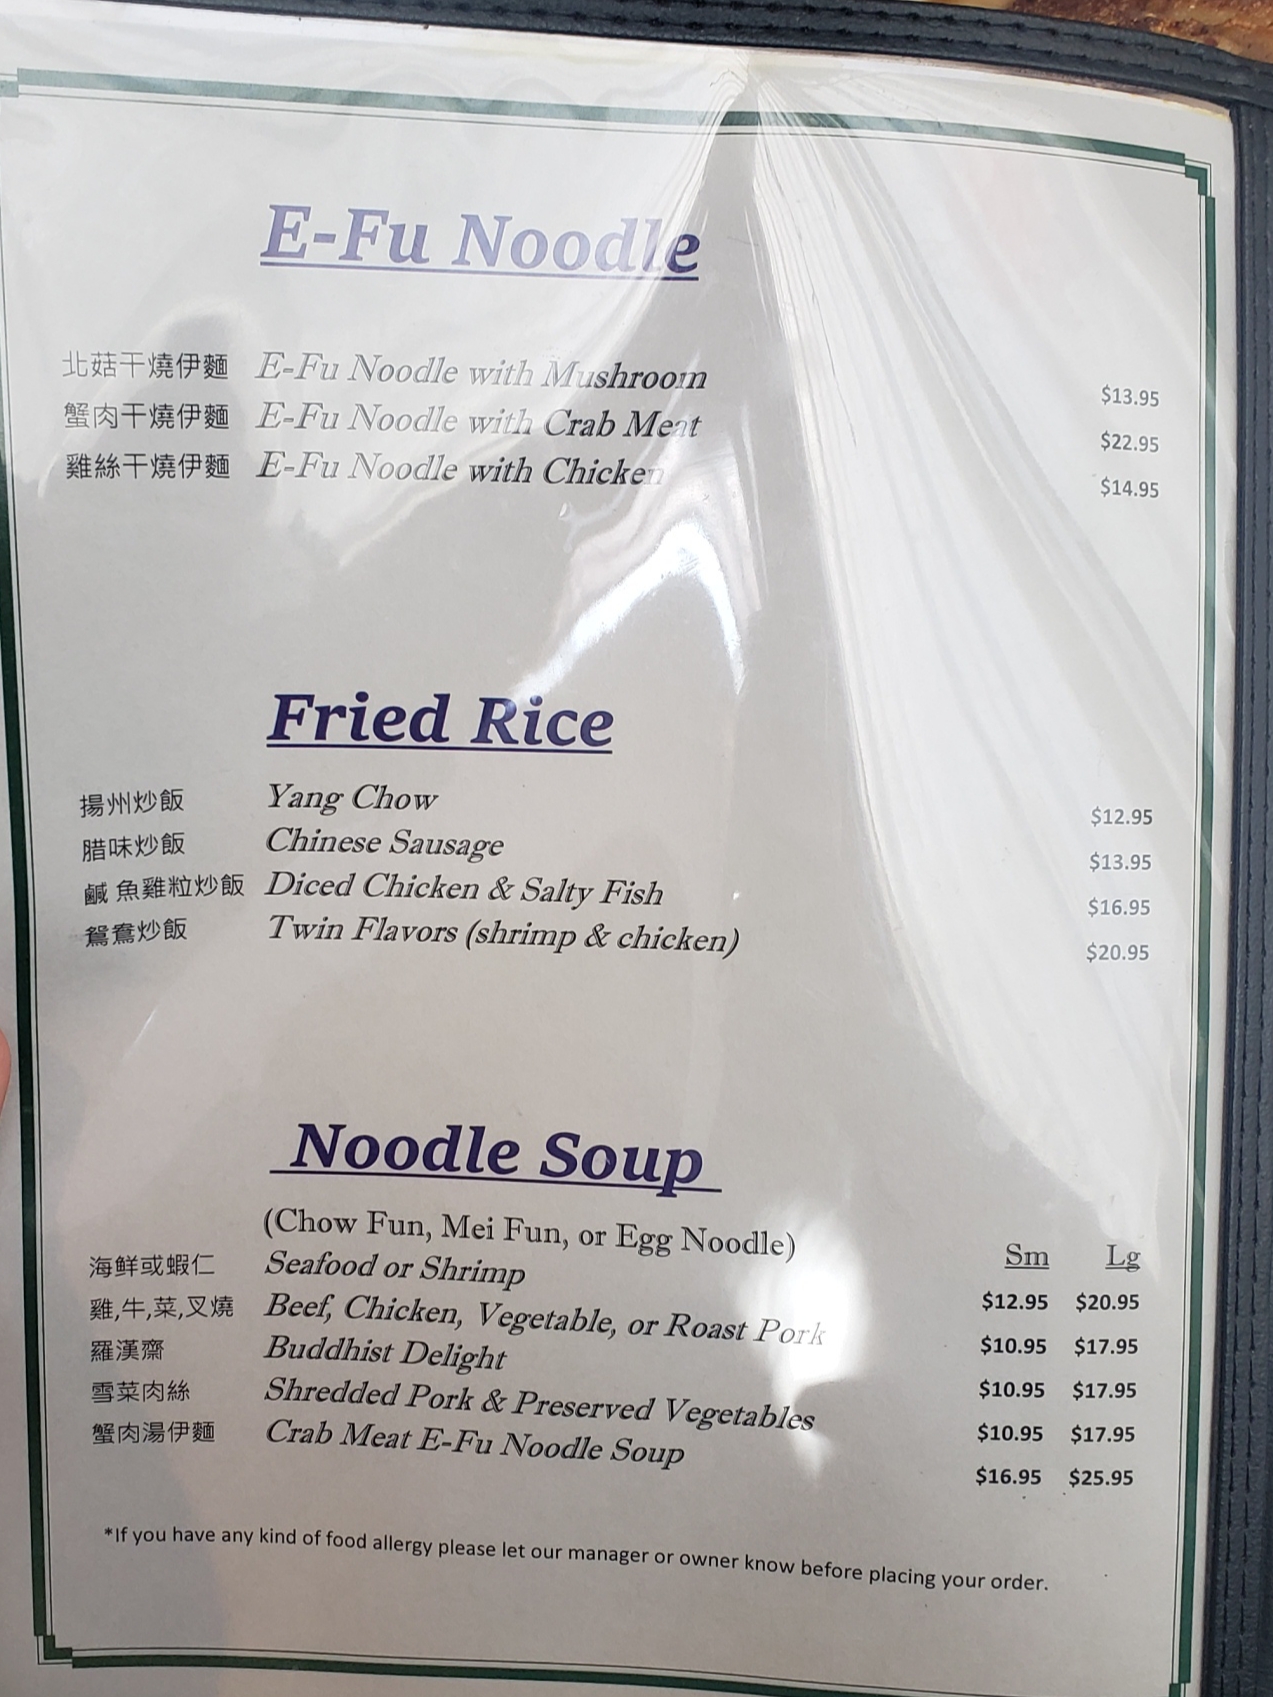 E-Fu Noodle
北菇干燒伊麵 E-Fu Noodle with Mushroom $13.95
蟹肉干燒伊麵 E-Fu Noodle with Crab Meat $22.95
雞絲干燒伊麵 E-Fu Noodle with Chicken $14.95
Fried Rice
揚州炒飯 Yang Chow $12.95
腊味炒飯 Chinese Sausage $13.95
鹹 魚雞粒炒飯 Diced Chicken & Salty Fish $16.95
鴛鴦炒飯 Twin Flavors (shrimp & chicken) $20.95
Noodle Soup
(Chow Fun, Mei Fun, or Egg Noodle) Sm Lg
海鮮或蝦仁 Seafood or Shrimp $12.95 $20.95
雞,牛,菜,叉燒 Beef, Chicken, Vegetable, or Roast Pork $10.95 $17.95
羅漢齋 Buddhist Delight $10.95 $17.95
雪菜肉絲 Shredded Pork & Preserved Vegetables $10.95 $17.95
蟹肉湯伊麵 Crab Meat E-Fu Noodle Soup $16.95 $25.95
*If you have any kind of food allergy please let our manager or owner know before placing your order.